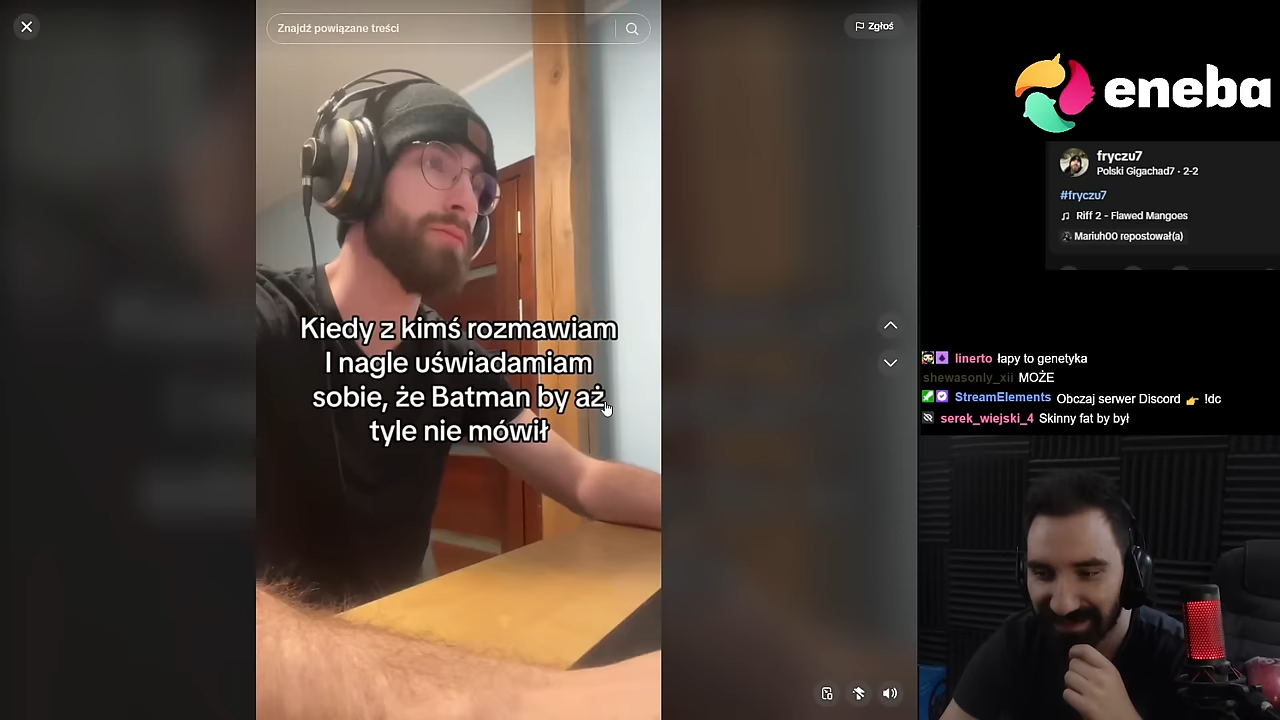 Znajdź powiązane treści
Zgłoś
Kiedy z kimś rozmawiam
I nagle uświadamiam
sobie, że Batman by aż
tyle nie mówił
eneba
fryczu7
Polski Gigachad7 · 2-2
#fryczu7
Riff 2 - Flawed Mangoes
Mariuh00 repostował(a)
linerto łapy to genetyka
shewasonly_xii MOŻE
StreamElements Obczaj serwer Discord 👉 !dc
serek_wiejski_4 Skinny fat by był